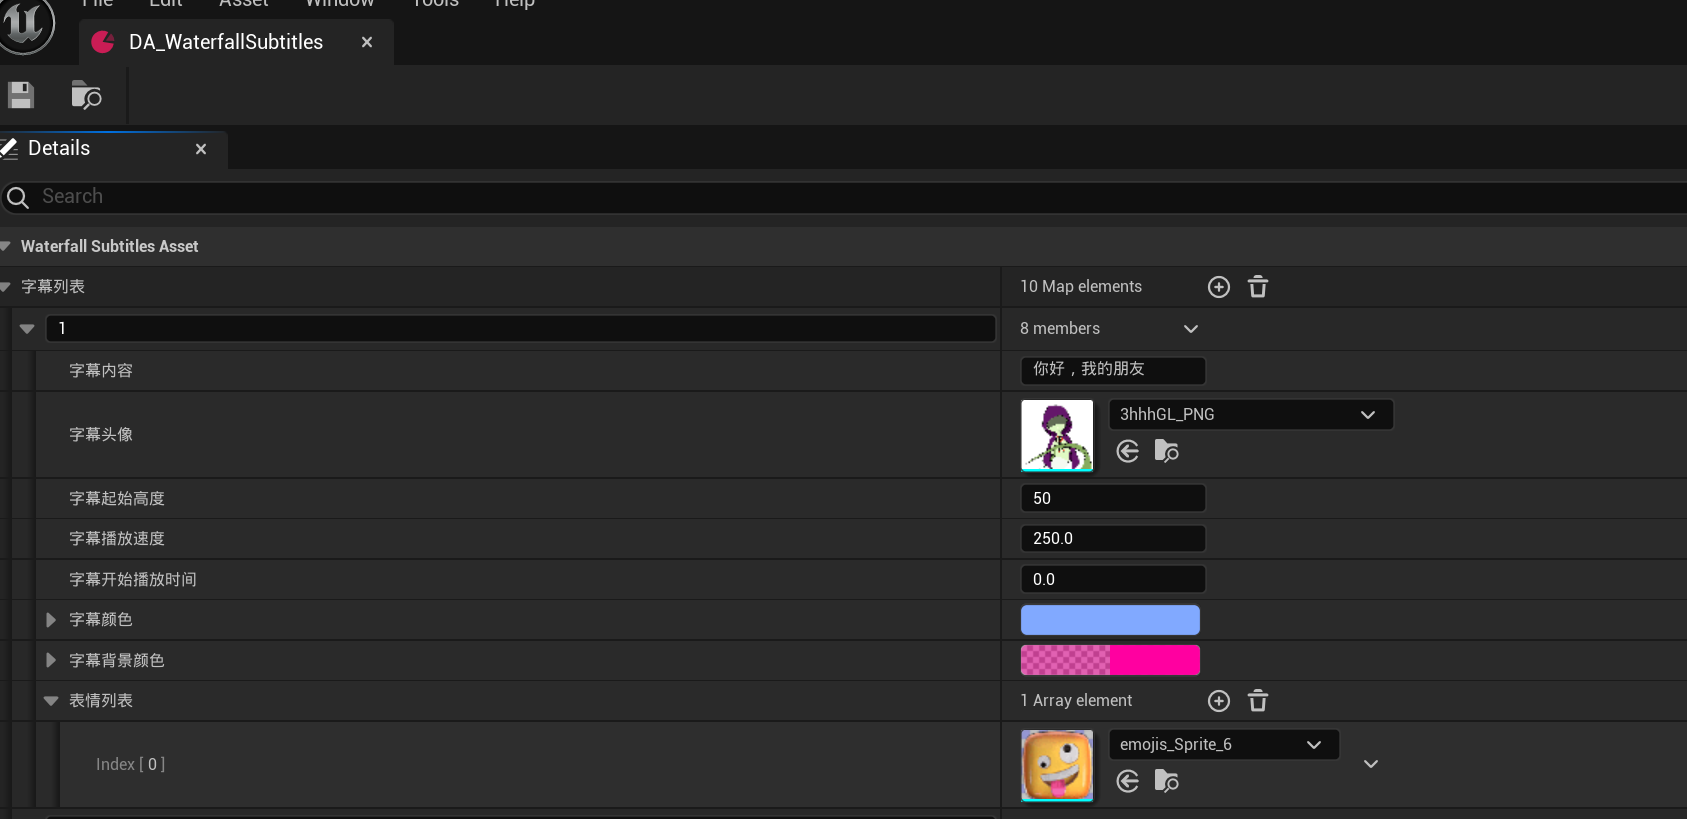 File Edit Asset Window Tools Help
DA_WaterfallSubtitles
Details
Search
Waterfall Subtitles Asset
字幕列表 10 Map elements
1 8 members
字幕内容 你好，我的朋友
字幕头像 3hhhGL_PNG
字幕起始高度 50
字幕播放速度 250.0
字幕开始播放时间 0.0
字幕颜色
字幕背景颜色
表情列表 1 Array element
Index [ 0 ] emojis_Sprite_6